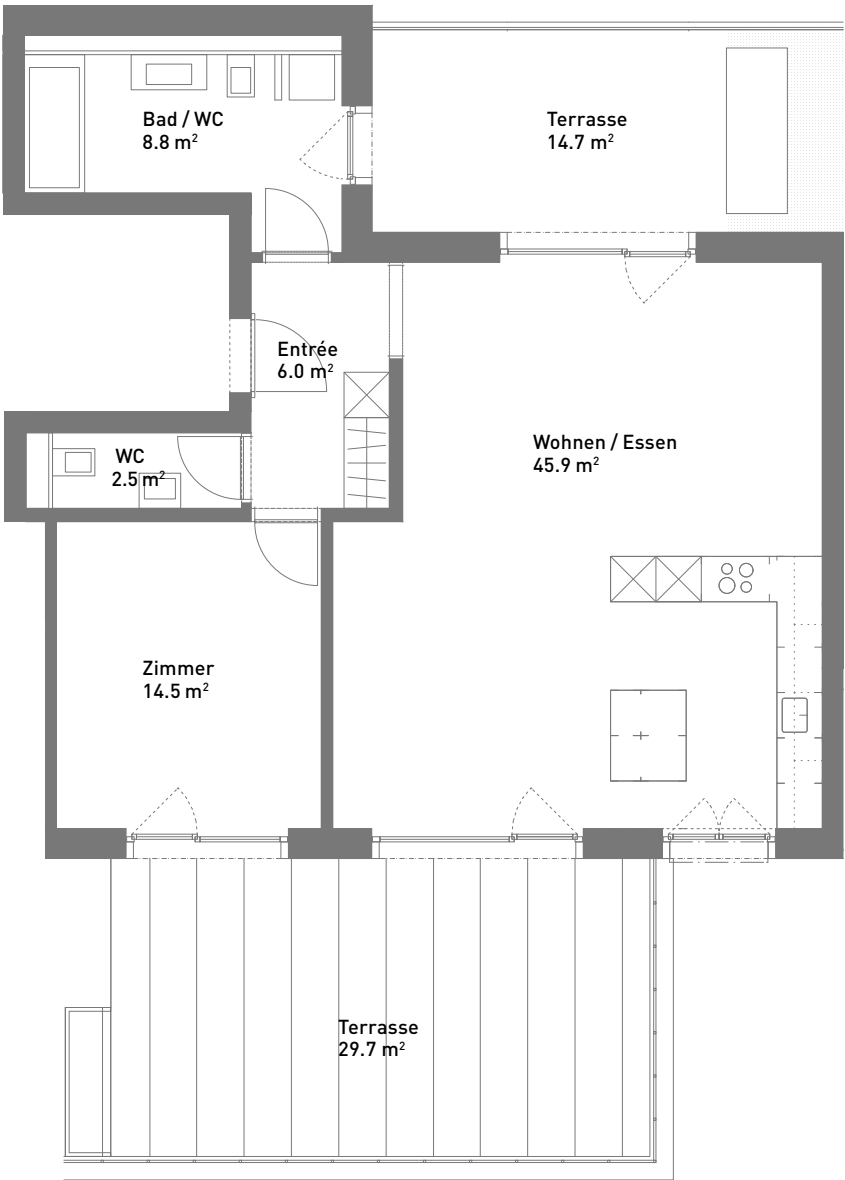 Bad / WC
8.8 m²
Terrasse
14.7 m²
Entrée
6.0 m²
Wohnen / Essen
45.9 m²
WC
2.5 m²
Zimmer
14.5 m²
Terrasse
29.7 m²